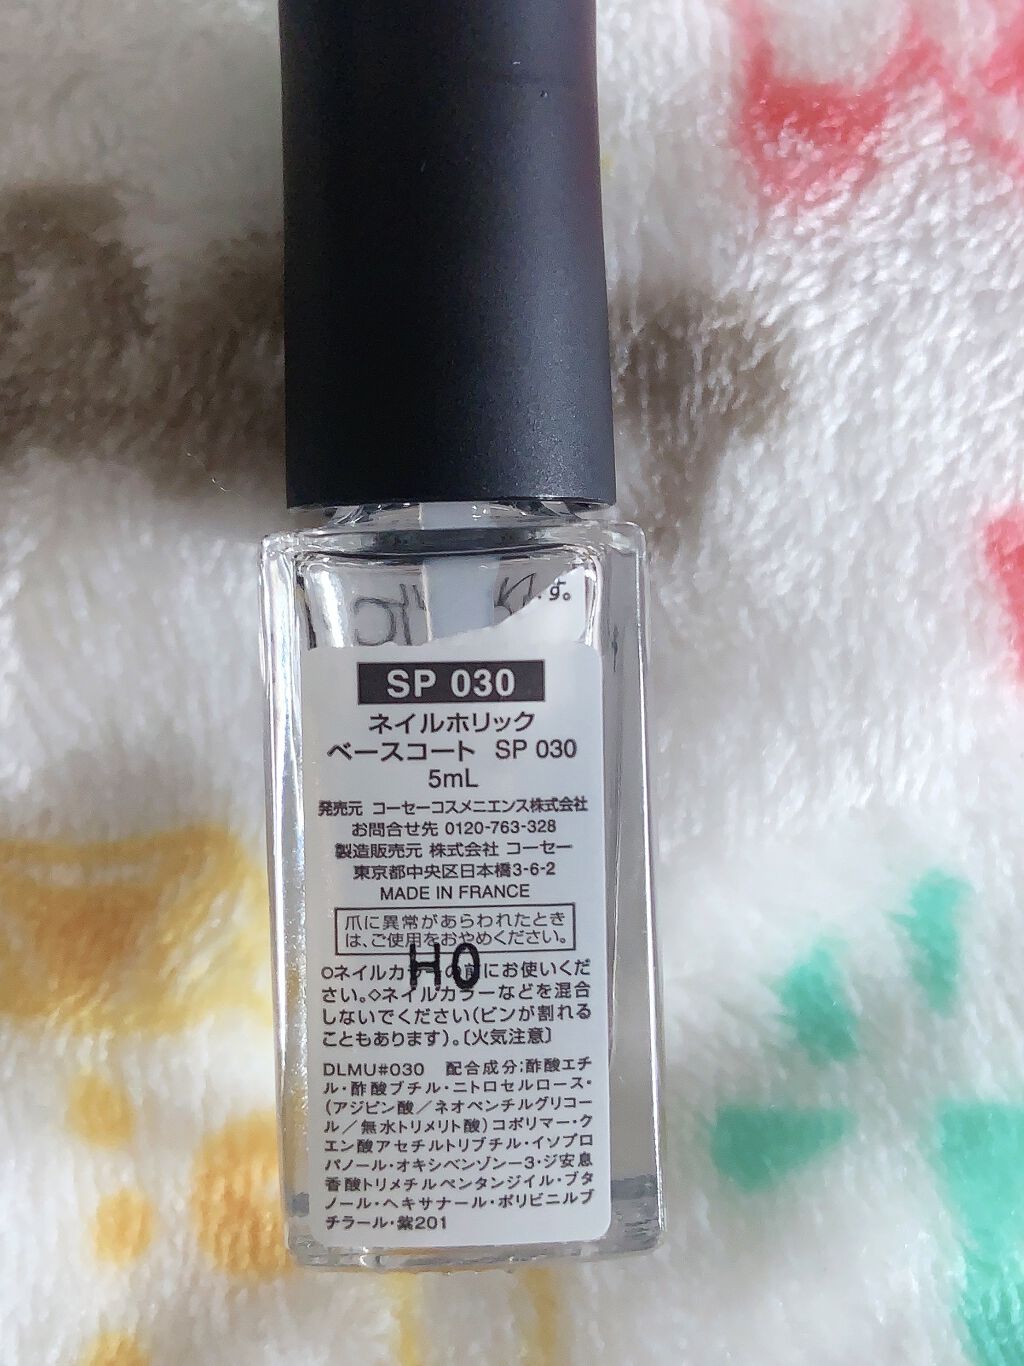 す。
SP 030
ネイルホリック
ベースコート SP 030
5mL
発売元 コーセーコスメニエンス株式会社
お問合せ先 0120-763-328
製造販売元 株式会社 コーセー
東京都中央区日本橋3-6-2
MADE IN FRANCE
爪に異常があらわれたとき
は、ご使用をおやめください。
H0
○ネイルカラーの前にお使いくだ
さい。◇ネイルカラーなどを混合
しないでください(ビンが割れる
こともあります)。〔火気注意〕
DLMU#030 配合成分;酢酸エチ
ル・酢酸ブチル・ニトロセルロース・
(アジピン酸/ネオペンチルグリコー
ル/無水トリメリト酸)コポリマー・ク
エン酸アセチルトリブチル・イソプロ
パノール・オキシベンゾン－3・ジ安息
香酸トリメチルペンタンジイル・ブタ
ノール・ヘキサナール・ポリビニルブ
チラール・紫201